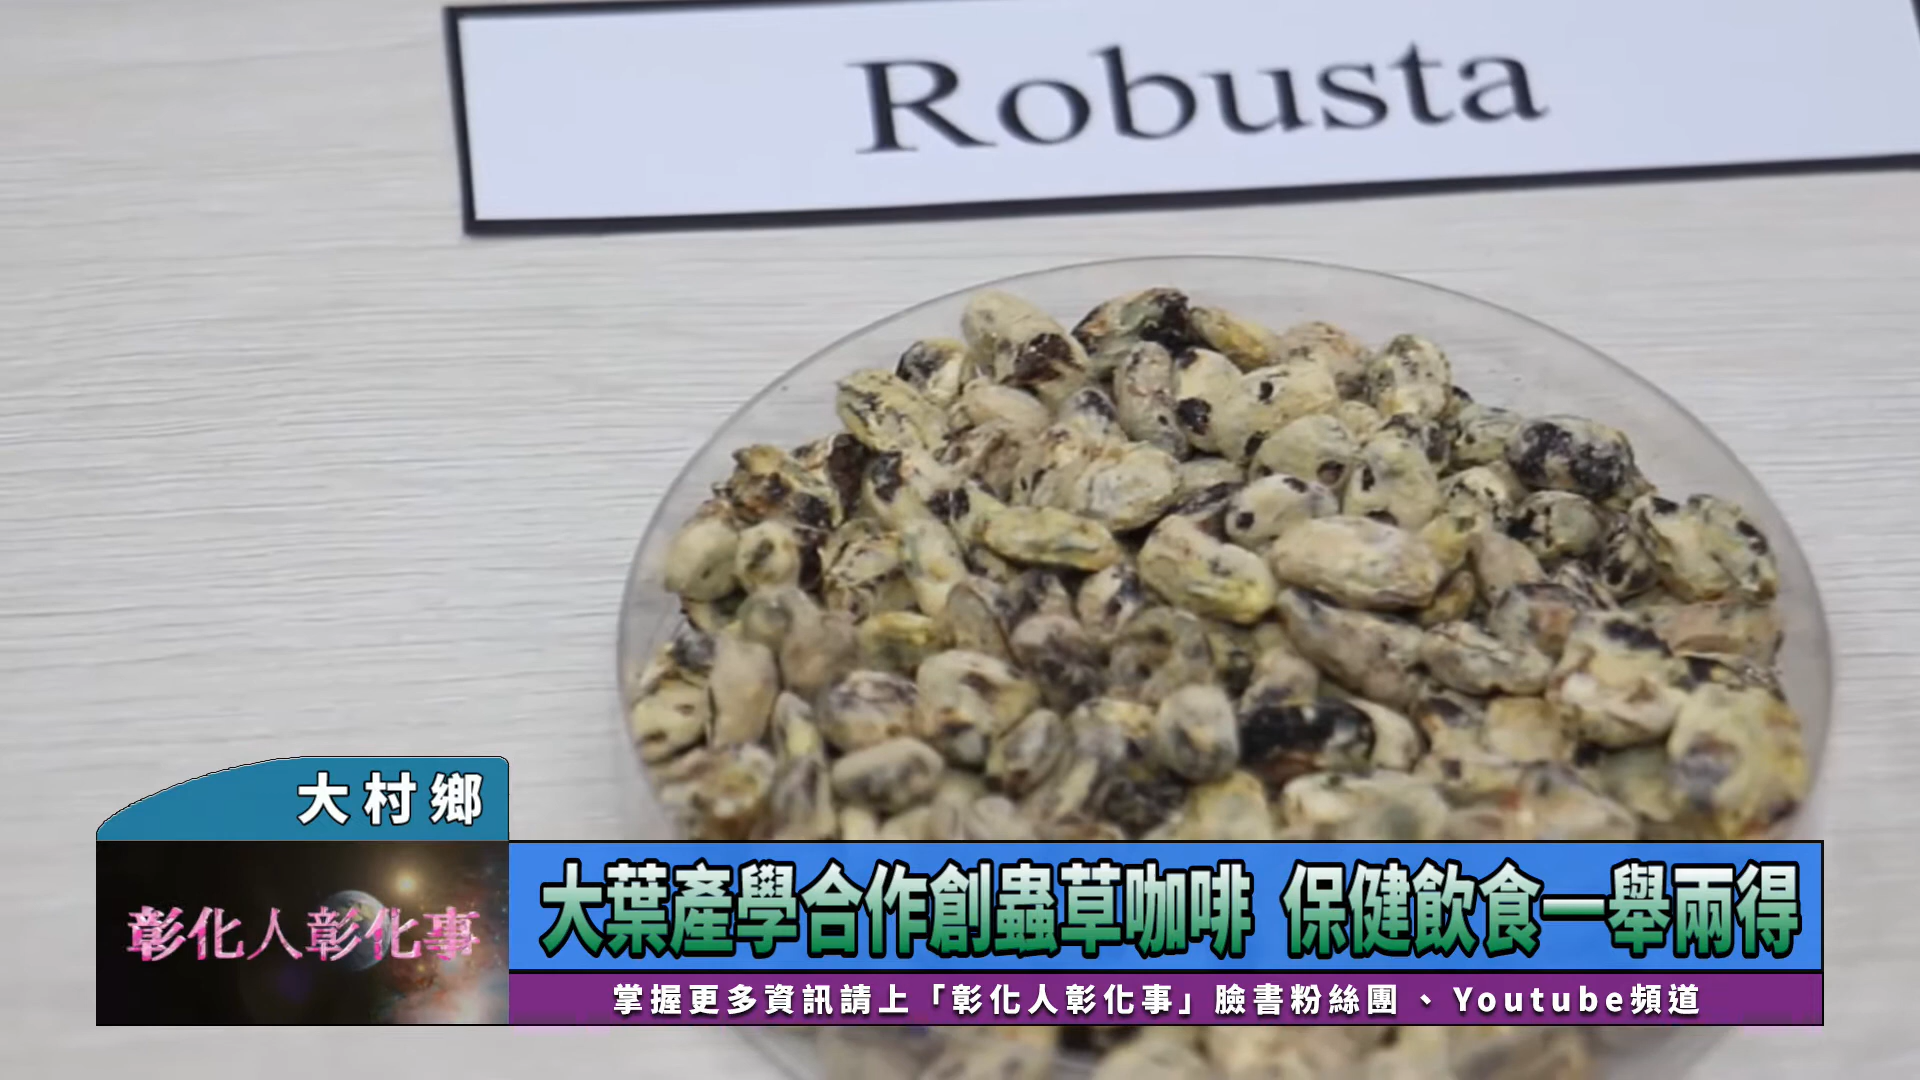 Robusta
大村鄉
彰化人彰化事
大葉產學合作創蟲草咖啡 保健飲食一舉兩得
掌握更多資訊請上「彰化人彰化事」臉書粉絲團、Youtube頻道